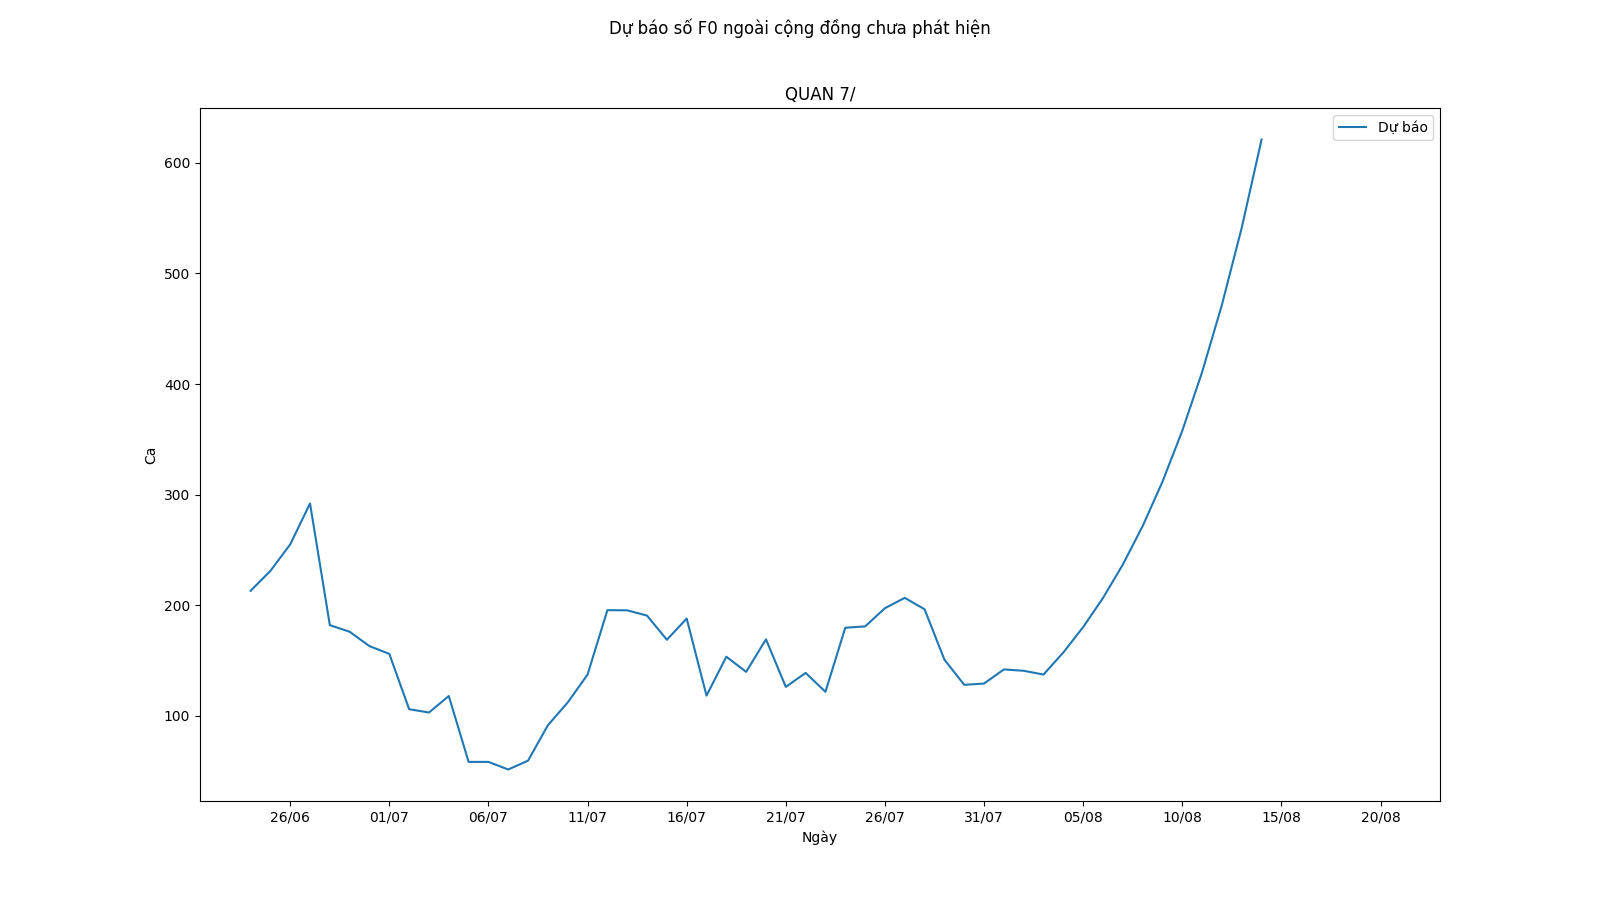 Dự báo số F0 ngoài cộng đồng chưa phát hiện
QUAN 7/
Dự báo
600
500
400
300
200
100
Ca
26/06 01/07 06/07 11/07 16/07 21/07 26/07 31/07 05/08 10/08 15/08 20/08
Ngày